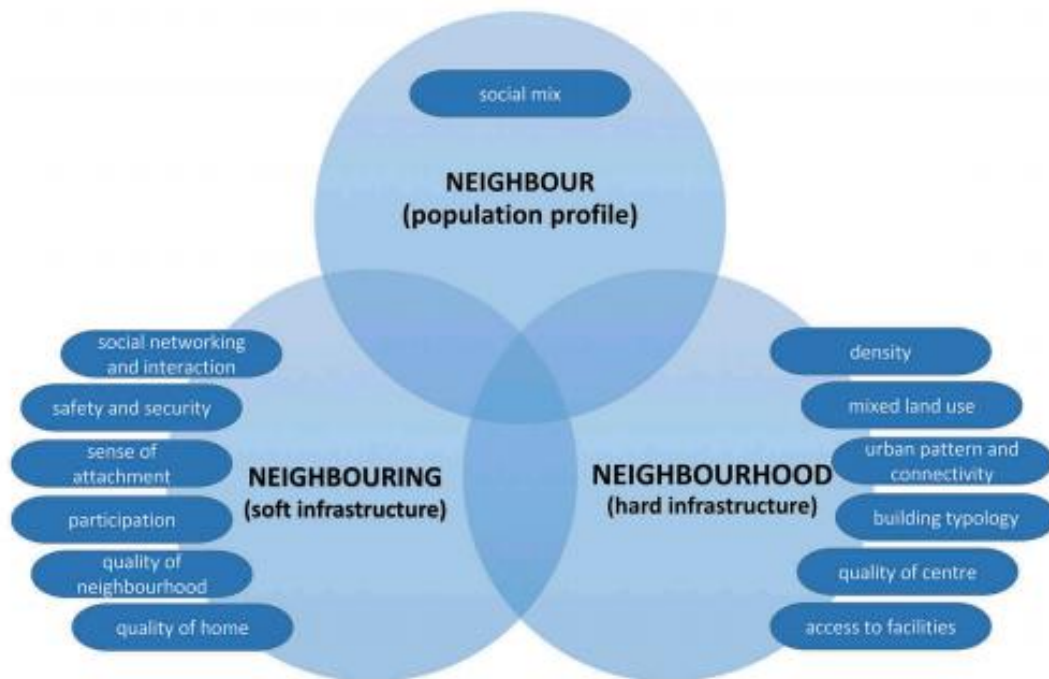 social mix
NEIGHBOUR
(population profile)
social networking
and interaction
safety and security
sense of
attachment
participation
quality of
neighbourhood
quality of home
NEIGHBOURING
(soft infrastructure)
NEIGHBOURHOOD
(hard infrastructure)
density
mixed land use
urban pattern and
connectivity
building typology
quality of centre
access to facilities